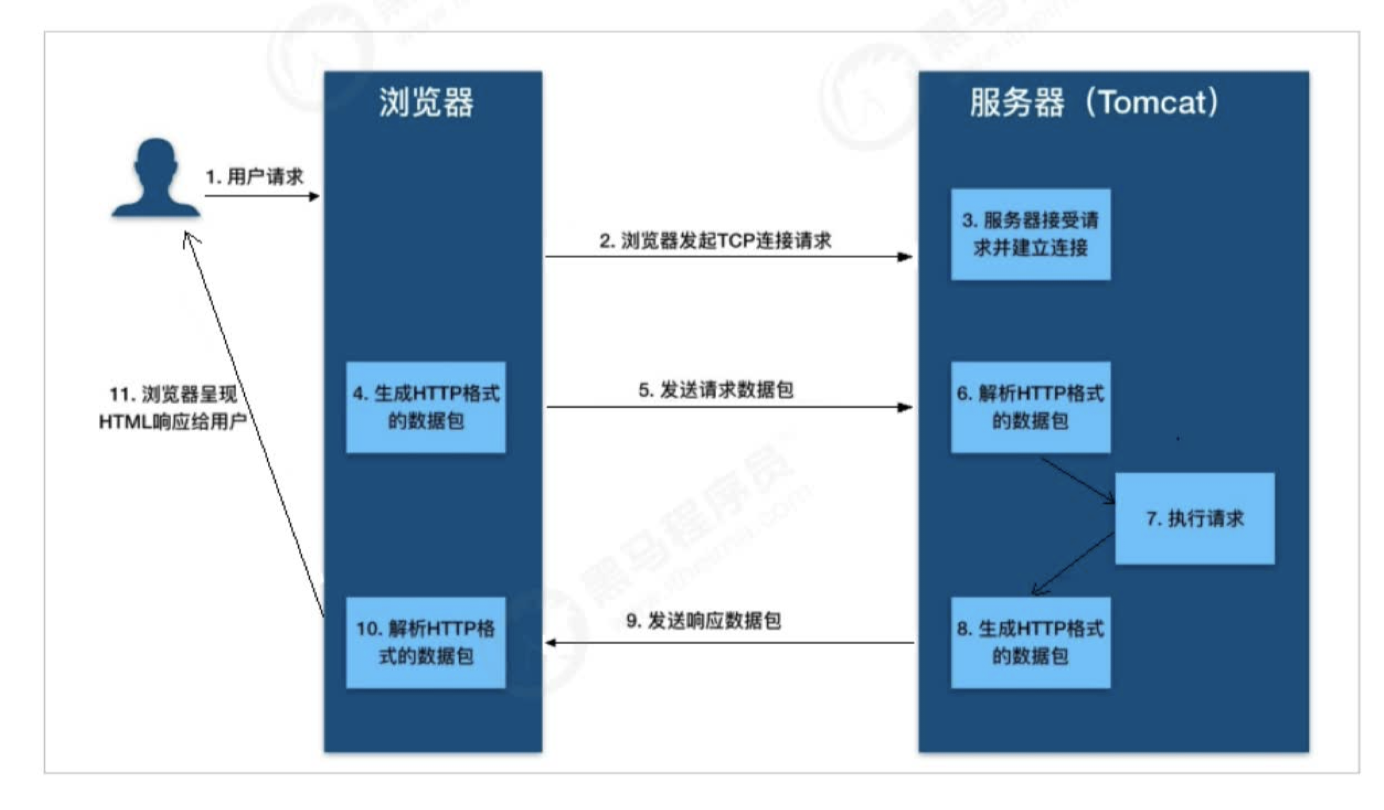 浏览器
服务器（Tomcat）
1. 用户请求
2. 浏览器发起TCP连接请求
3. 服务器接受请
求并建立连接
4. 生成HTTP格式
的数据包
5. 发送请求数据包
6. 解析HTTP格式
的数据包
7. 执行请求
8. 生成HTTP格式
的数据包
9. 发送响应数据包
10. 解析HTTP格
式的数据包
11. 浏览器呈现
HTML响应给用户
黑马程序员